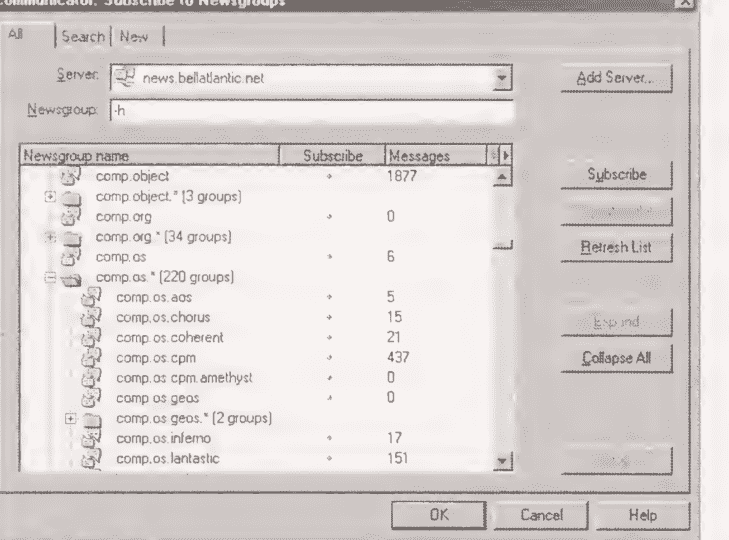 Communicator: Subscribe to Newsgroups
All Search New
Server: news.bellatlantic.net Add Server...
Newsgroup: -h
Newsgroup name Subscribe Messages
comp.object 1877 Subscribe
comp.object.* (3 groups)
comp.org 0
comp.org.* (34 groups) Refresh List
comp.os 6
comp.os.* (220 groups)
comp.os.aos 5
comp.os.chorus 15 Expand
comp.os.coherent 21
comp.os.cpm 437 Collapse All
comp.os.cpm.amethyst 0
comp.os.geos 0
comp.os.geos.* (2 groups)
comp.os.inferno 17
comp.os.lantastic 151
OK Cancel Help